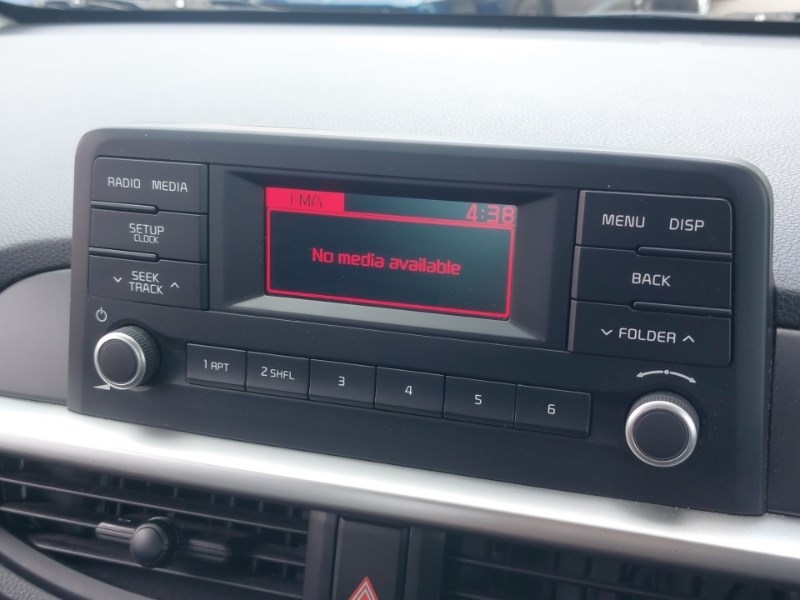 RADIO MEDIA
SETUP
CLOCK
SEEK
TRACK
FMA
4:38
No media available
MENU DISP
BACK
FOLDER
1 RPT
2 SHFL
3
4
5
6